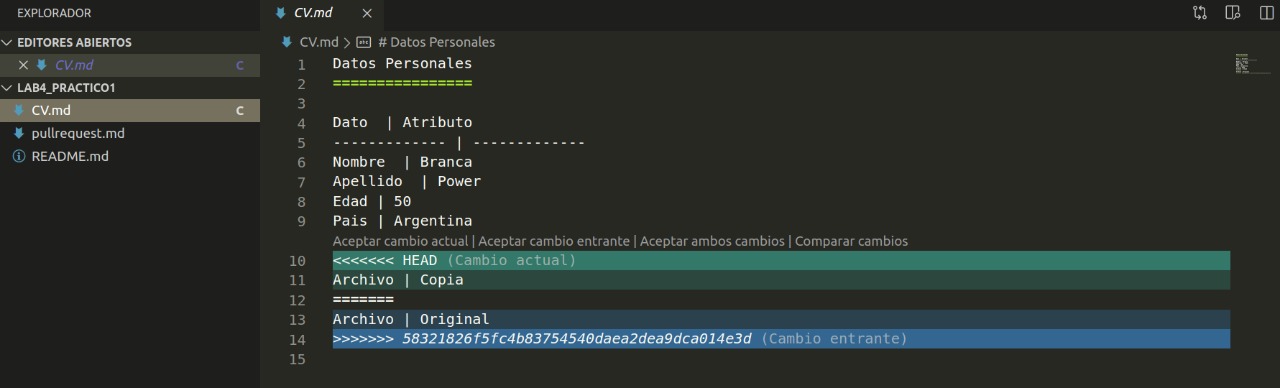 EXPLORADOR
EDITORES ABIERTOS
CV.md C
LAB4_PRACTICO1
CV.md C
pullrequest.md
README.md
CV.md
CV.md > # Datos Personales
1 Datos Personales
2 ================
3
4 Dato  | Atributo
5 ------------- | -------------
6 Nombre  | Branca
7 Apellido  | Power
8 Edad | 50
9 Pais | Argentina
Aceptar cambio actual | Aceptar cambio entrante | Aceptar ambos cambios | Comparar cambios
10 <<<<<<< HEAD (Cambio actual)
11 Archivo | Copia
12 =======
13 Archivo | Original
14 >>>>>>> 58321826f5fc4b83754540daea2dea9dca014e3d (Cambio entrante)
15